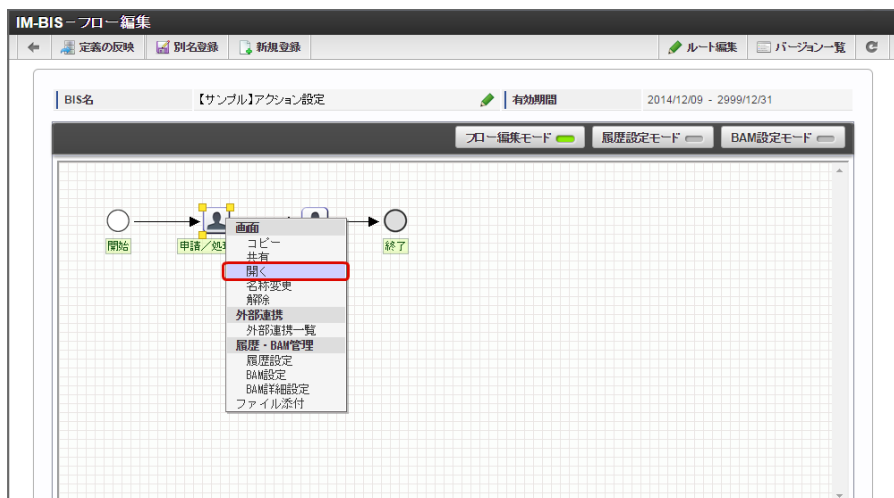 IM-BIS－フロー編集
定義の反映 別名登録 新規登録 ルート編集 バージョン一覧
BIS名 【サンプル】アクション設定 有効期間 2014/12/09 - 2999/12/31
フロー編集モード 履歴設定モード BAM設定モード
開始 申請／処理 終了
画面
コピー
共有
開く
名称変更
解除
外部連携
外部連携一覧
履歴・BAM管理
履歴設定
BAM設定
BAM詳細設定
ファイル添付